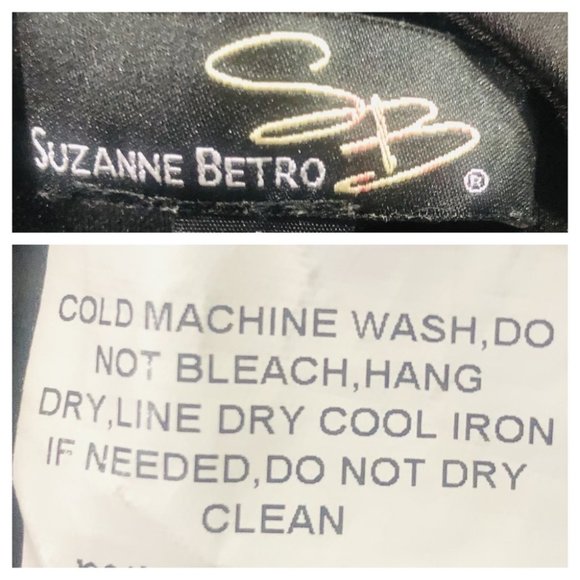 SB
SUZANNE BETRO
®
COLD MACHINE WASH,DO
NOT BLEACH,HANG
DRY,LINE DRY COOL IRON
IF NEEDED,DO NOT DRY
CLEAN